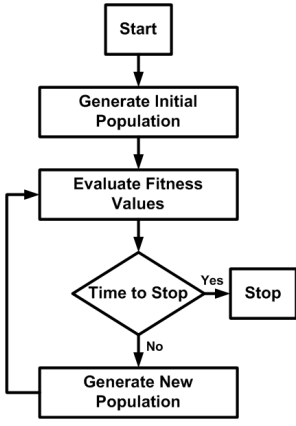 Start
Generate Initial
Population
Evaluate Fitness
Values
Time to Stop
Yes
Stop
No
Generate New
Population